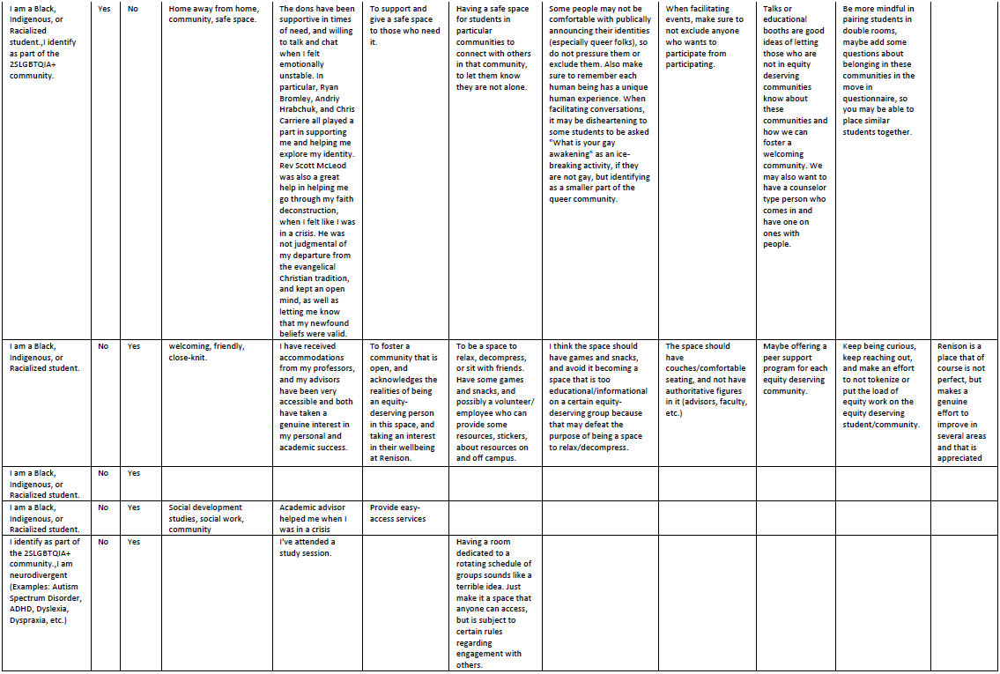 I am a Black,
Indigenous, or
Racialized
student.,I identify
as part of the
2SLGBTQIA+
community.
Yes
No
Home away from home,
community, safe space.
The dons have been
supportive in times
of need, and willing
to talk and chat
when I felt
emotionally
unstable. In
particular, Ryan
Bromley, Andriy
Hrabchuk, and Chris
Carriere all played a
part in supporting
me and helping me
explore my identity.
Rev Scott McLeod
was also a great
help in helping me
go through my faith
deconstruction,
when I felt like I was
in a crisis. He was
not judgmental of
my departure from
the evangelical
Christian tradition,
and kept an open
mind, as well as
letting me know
that my newfound
beliefs were valid.
To support and
give a safe space
to those who need
it.
Having a safe space
for students in
particular
communities to
connect with others
in that community,
to let them know
they are not alone.
Some people may not be
comfortable with publically
announcing their identities
(especially queer folks), so
do not pressure them or
exclude them. Also make
sure to remember each
human being has a unique
human experience. When
facilitating conversations,
it may be disheartening to
some students to be asked
"What is your gay
awakening" as an ice-
breaking activity, if they
are not gay, but identifying
as a smaller part of the
queer community.
When facilitating
events, make sure to
not exclude anyone
who wants to
participate from
participating.
Talks or
educational
booths are good
ideas of letting
those who are
not in equity
deserving
communities
know about
these
communities and
how we can
foster a
welcoming
community. We
may also want to
have a counselor
type person who
comes in and
have one on
ones with
people.
Be more mindful in
pairing students in
double rooms,
maybe add some
questions about
belonging in these
communities in the
move in
questionnaire, so
you may be able to
place similar
students together.
I am a Black,
Indigenous, or
Racialized student.
No
Yes
welcoming, friendly,
close-knit.
I have received
accommodations
from my professors,
and my advisors
have been very
accessible and both
have taken a
genuine interest in
my personal and
academic success.
To foster a
community that is
open, and
acknowledges the
realities of being
an equity-
deserving person
in this space, and
taking an interest
in their wellbeing
at Renison.
To be a space to
relax, decompress,
or sit with friends.
Have some games
and snacks, and
possibly a volunteer/
employee who can
provide some
resources, stickers,
about resources on
and off campus.
I think the space should
have games and snacks,
and avoid it becoming a
space that is too
educational/informational
on a certain equity-
deserving group because
that may defeat the
purpose of being a space
to relax/decompress.
The space should
have
couches/comfortable
seating, and not have
authoritative figures
in it (advisors, faculty,
etc.)
Maybe offering a
peer support
program for each
equity deserving
community.
Keep being curious,
keep reaching out,
and make an effort
to not tokenize or
put the load of
equity work on the
equity deserving
student/community.
Renison is a
place that of
course is not
perfect, but
makes a
genuine
effort to
improve in
several areas
and that is
appreciated
I am a Black,
Indigenous, or
Racialized student.
No
Yes
I am a Black,
Indigenous, or
Racialized student.
No
Yes
Social development
studies, social work,
community
Academic advisor
helped me when I
was in a crisis
Provide easy-
access services
I identify as part of
the 2SLGBTQIA+
community.,I am
neurodivergent
(Examples: Autism
Spectrum Disorder,
ADHD, Dyslexia,
Dyspraxia, etc.)
No
Yes
I've attended a
study session.
Having a room
dedicated to a
rotating schedule of
groups sounds like a
terrible idea. Just
make it a space that
anyone can access,
but is subject to
certain rules
regarding
engagement with
others.